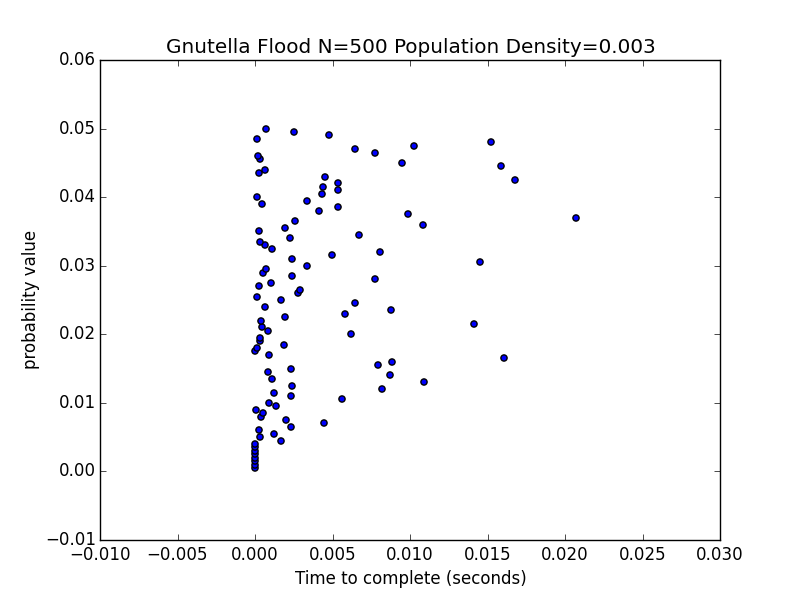 Gnutella Flood N=500 Population Density=0.003
0.06
0.05
0.04
0.03
0.02
0.01
0.00
−0.01
probability value
−0.010 −0.005 0.000 0.005 0.010 0.015 0.020 0.025 0.030
Time to complete (seconds)